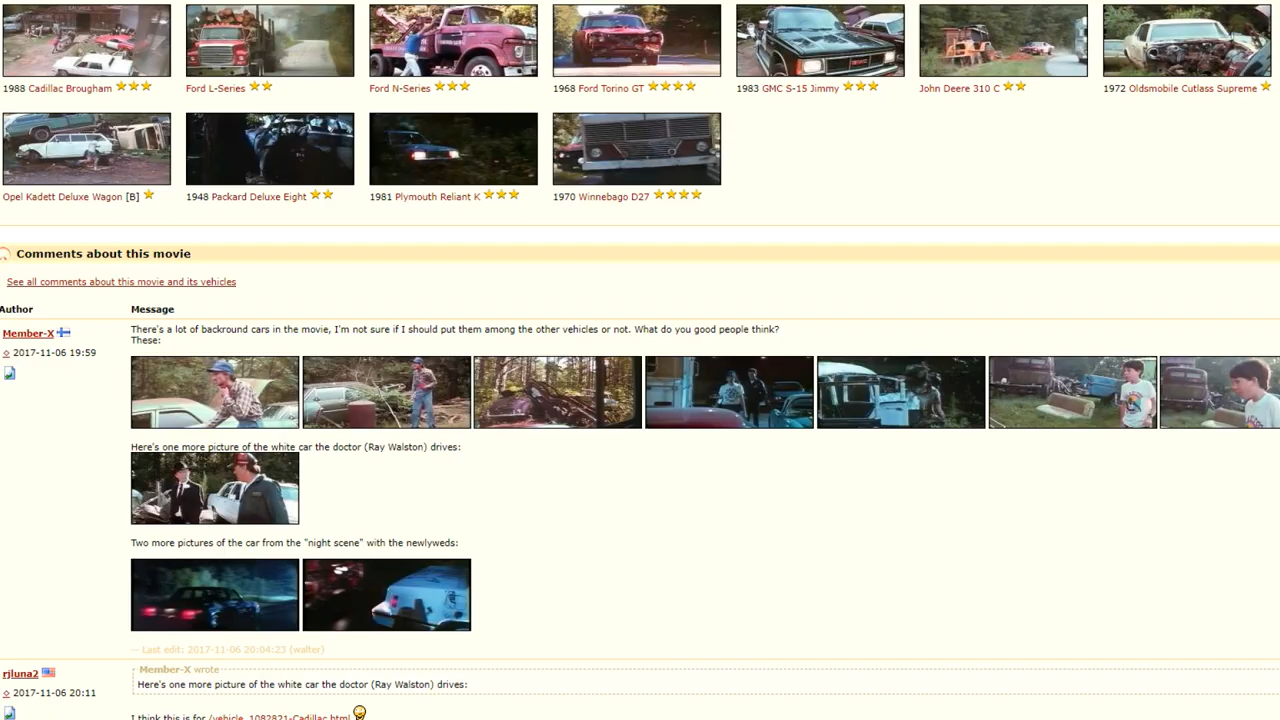 1988 Cadillac Brougham
Ford L-Series
Ford N-Series
1968 Ford Torino GT
1983 GMC S-15 Jimmy
John Deere 310 C
1972 Oldsmobile Cutlass Supreme
Opel Kadett Deluxe Wagon [B]
1948 Packard Deluxe Eight
1981 Plymouth Reliant K
1970 Winnebago D27
Comments about this movie
See all comments about this movie and its vehicles
Author
Message
Member-X
◊ 2017-11-06 19:59
There's a lot of backround cars in the movie, I'm not sure if I should put them among the other vehicles or not. What do you good people think?
These:
Here's one more picture of the white car the doctor (Ray Walston) drives:
Two more pictures of the car from the "night scene" with the newlyweds:
-- Last edit: 2017-11-06 20:04:23 (walter)
rjluna2
◊ 2017-11-06 20:11
Member-X wrote
Here's one more picture of the white car the doctor (Ray Walston) drives:
I think this is for /vehicle_1082821-Cadillac.html